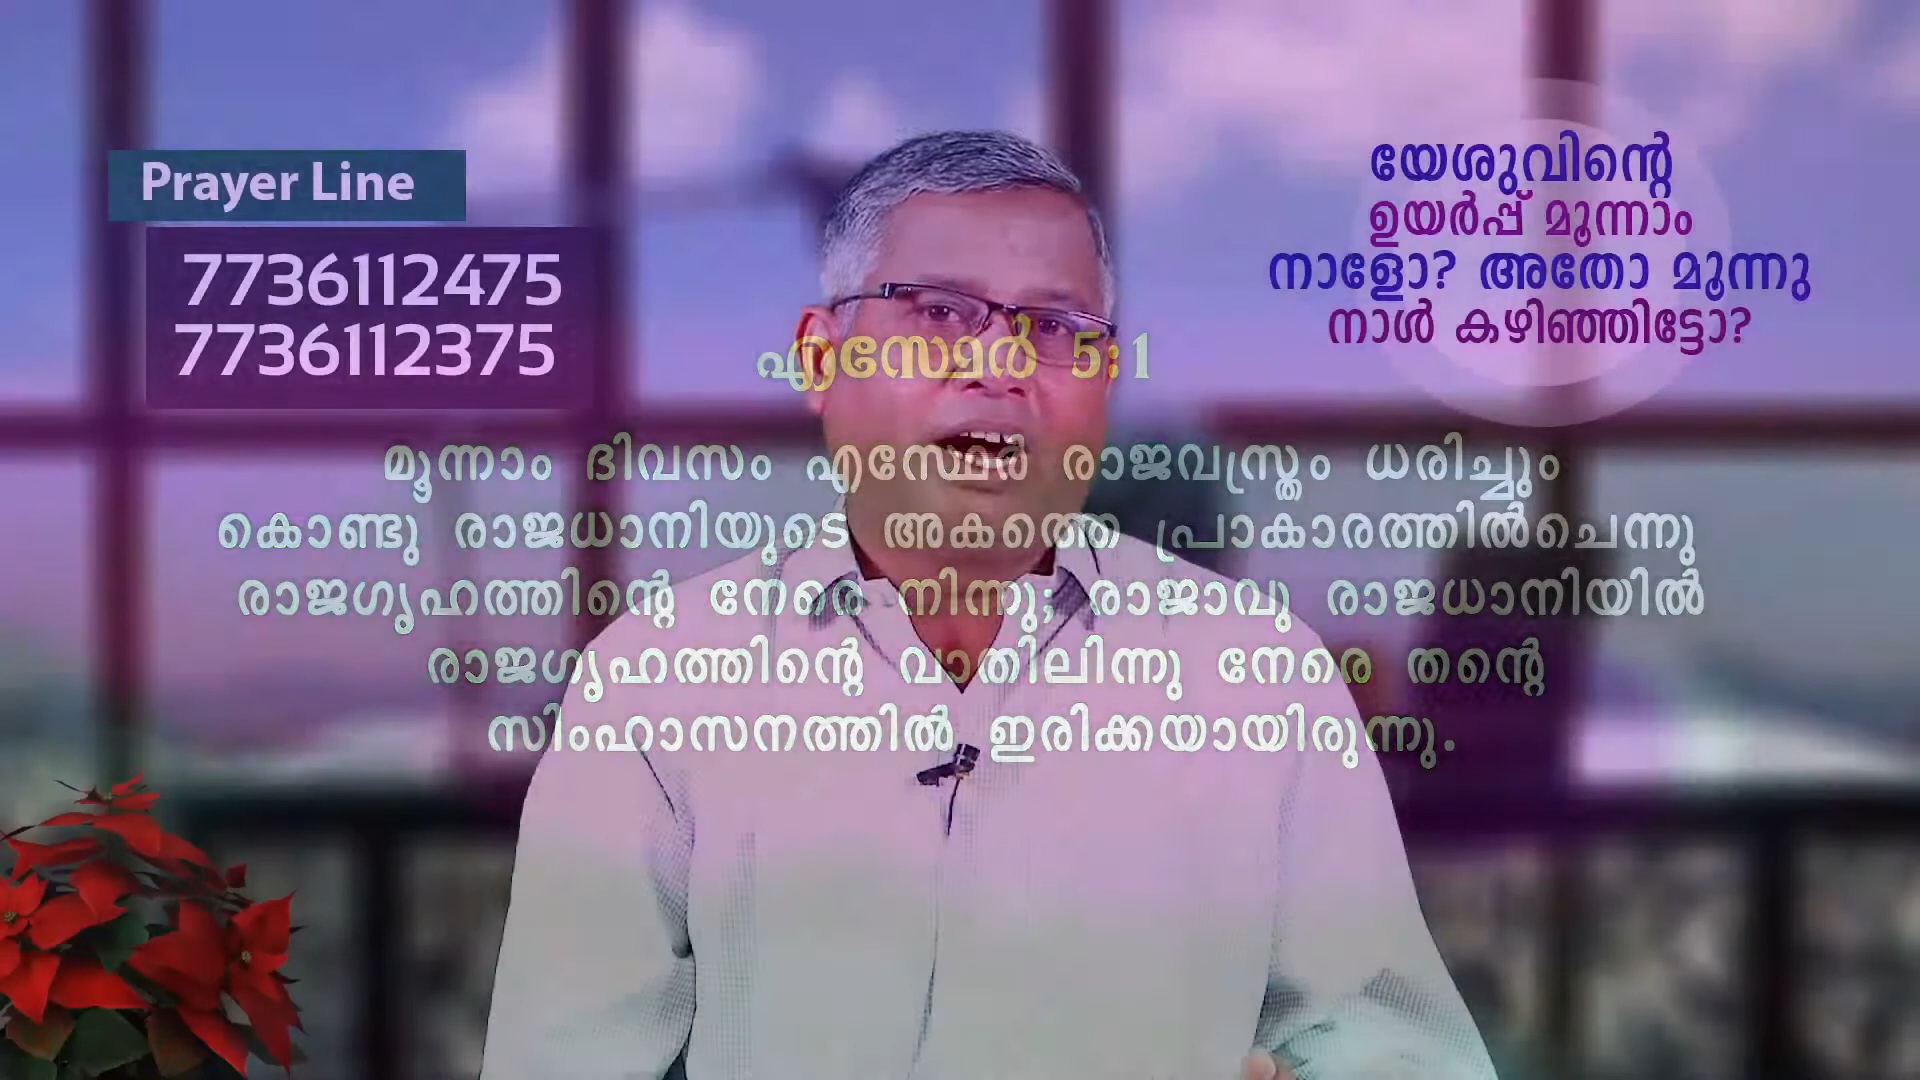 Prayer Line
7736112475
7736112375
യേശുവിന്റെ
ഉയർപ്പ് മൂന്നാം
നാളോ? അതോ മൂന്നു
നാൾ കഴിഞ്ഞിട്ടോ?
എസ്ഥേർ 5:1
മൂന്നാം ദിവസം എസ്ഥേർ രാജവസ്ത്രം ധരിച്ചും
കൊണ്ടു രാജധാനിയുടെ അകത്തെ പ്രാകാരത്തിൽചെന്നു
രാജഗൃഹത്തിന്റെ നേരെ നിന്നു; രാജാവു രാജധാനിയിൽ
രാജഗൃഹത്തിന്റെ വാതിലിന്നു നേരെ തന്റെ
സിംഹാസനത്തിൽ ഇരിക്കയായിരുന്നു.